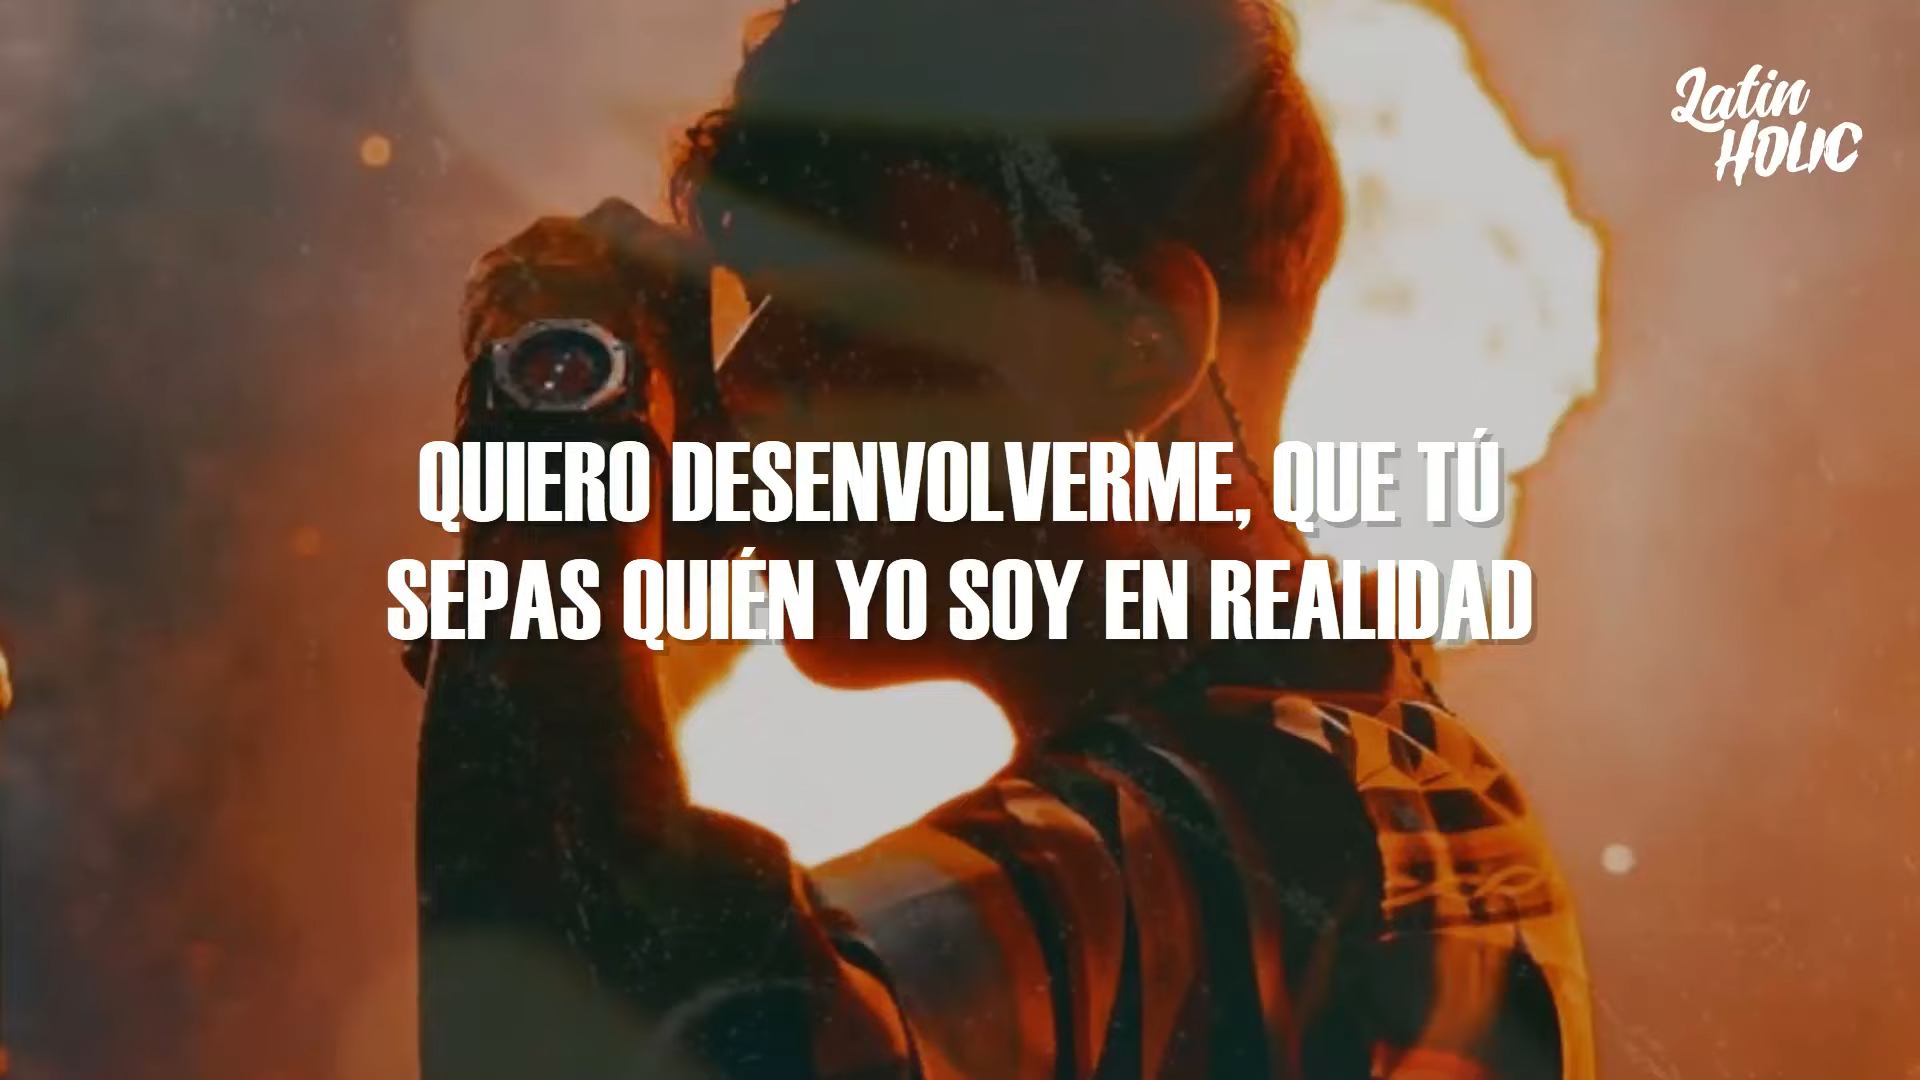 Latin
HOLIC
QUIERO DESENVOLVERME, QUE TÚ
SEPAS QUIÉN YO SOY EN REALIDAD